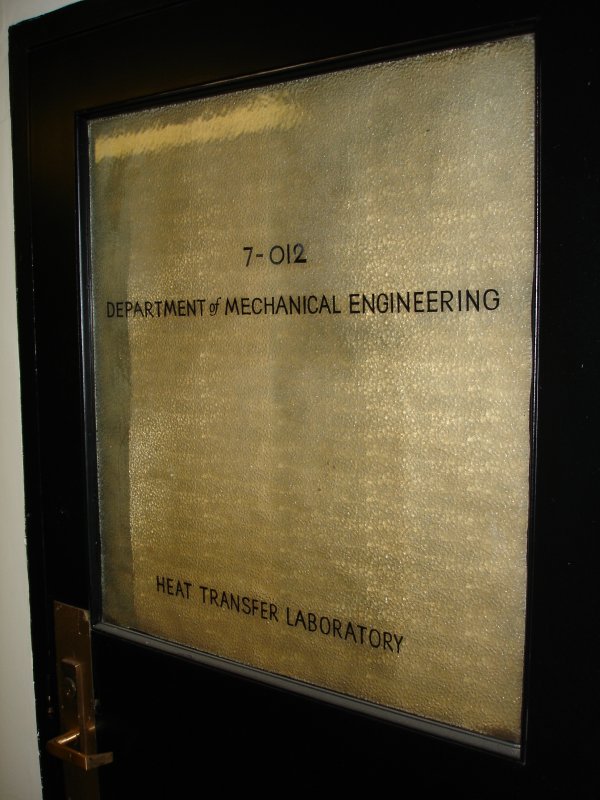 7-012
DEPARTMENT of MECHANICAL ENGINEERING
HEAT TRANSFER LABORATORY